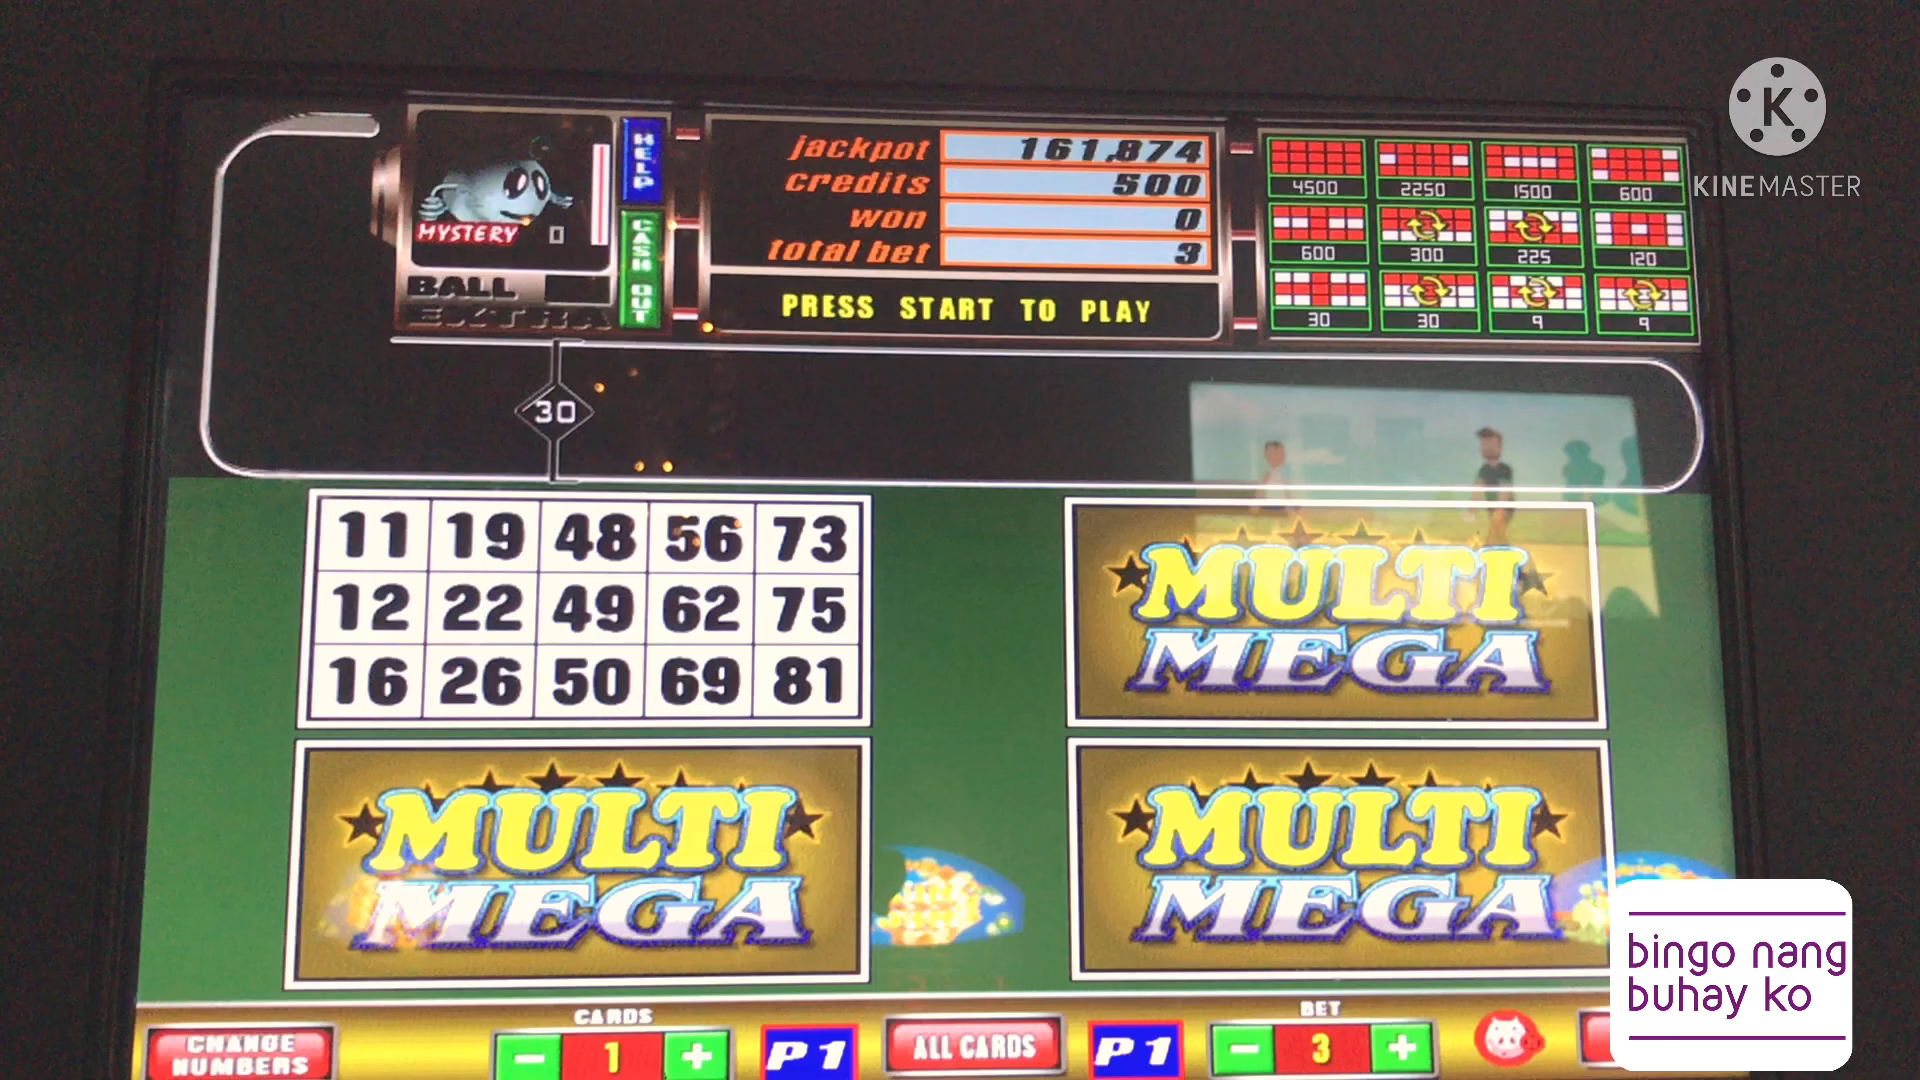 K
KINEMASTER
HELP
CASH OUT
MYSTERY 0
BALL
EXTRA
jackpot 161,874
credits 500
won 0
total bet 3
PRESS START TO PLAY
4500 2250 1500 600
600 300 225 120
30 30 9 9
30
11 19 48 56 73
12 22 49 62 75
16 26 50 69 81
MULTI
MEGA
MULTI
MEGA
MULTI
MEGA
CARDS
BET
CHANGE
NUMBERS
- 1 +
P1
ALL CARDS
P1
- 3 +
bingo nang
buhay ko